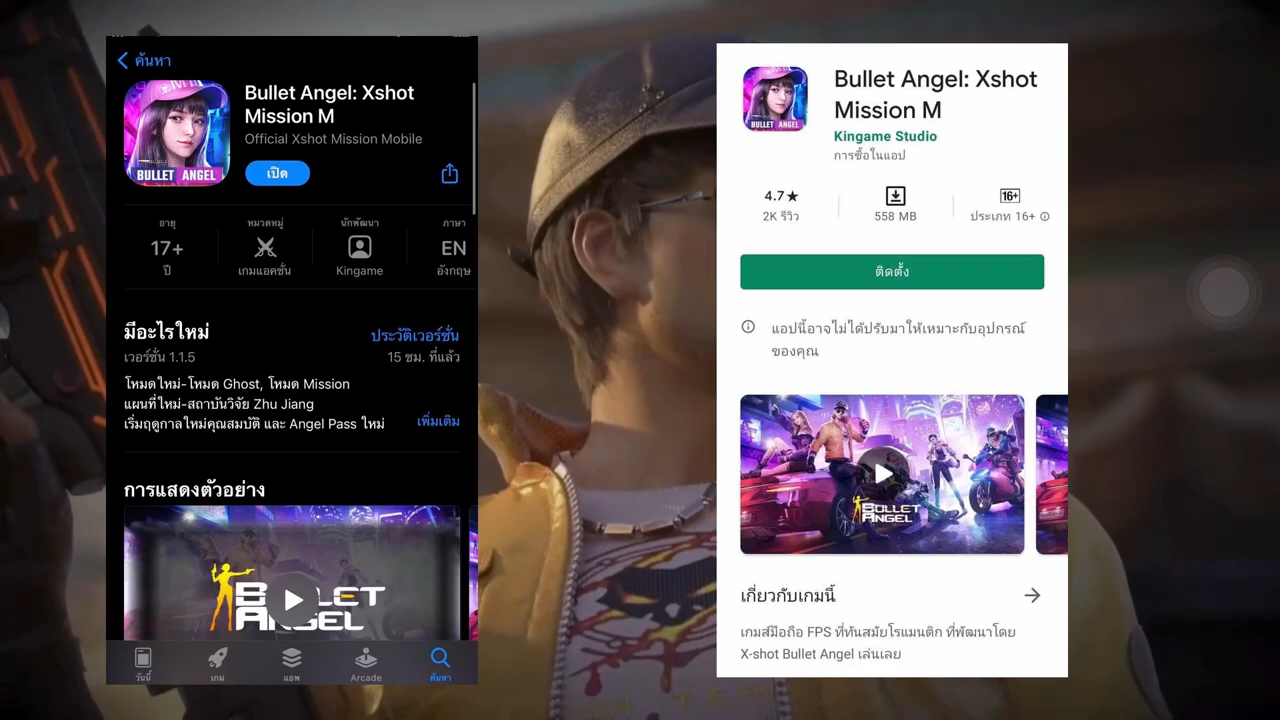 ค้นหา
Bullet Angel: Xshot
Mission M
Official Xshot Mission Mobile
เปิด
BULLET ANGEL
อายุ
17+
ปี
หมวดหมู่
เกมแอคชั่น
นักพัฒนา
Kingame
ภาษา
EN
อังกฤษ
มีอะไรใหม่
ประวัติเวอร์ชั่น
เวอร์ชั่น 1.1.5
15 ชม. ที่แล้ว
โหมดใหม่-โหมด Ghost, โหมด Mission
แผนที่ใหม่-สถาบันวิจัย Zhu Jiang
เริ่มฤดูกาลใหม่คุณสมบัติ และ Angel Pass ใหม่
เพิ่มเติม
การแสดงตัวอย่าง
BULLET
ANGEL
วันนี้
เกม
แอพ
Arcade
ค้นหา
Bullet Angel: Xshot
Mission M
Kingame Studio
การซื้อในแอป
BULLET ANGEL
4.7★
2K รีวิว
558 MB
16+
ประเภท 16+
ติดตั้ง
แอปนี้อาจไม่ได้ปรับมาให้เหมาะกับอุปกรณ์
ของคุณ
BULLET
ANGEL
เกี่ยวกับเกมนี้
เกมส์มือถือ FPS ที่ทันสมัยโรแมนติก ที่พัฒนาโดย
X-shot Bullet Angel เล่นเลย